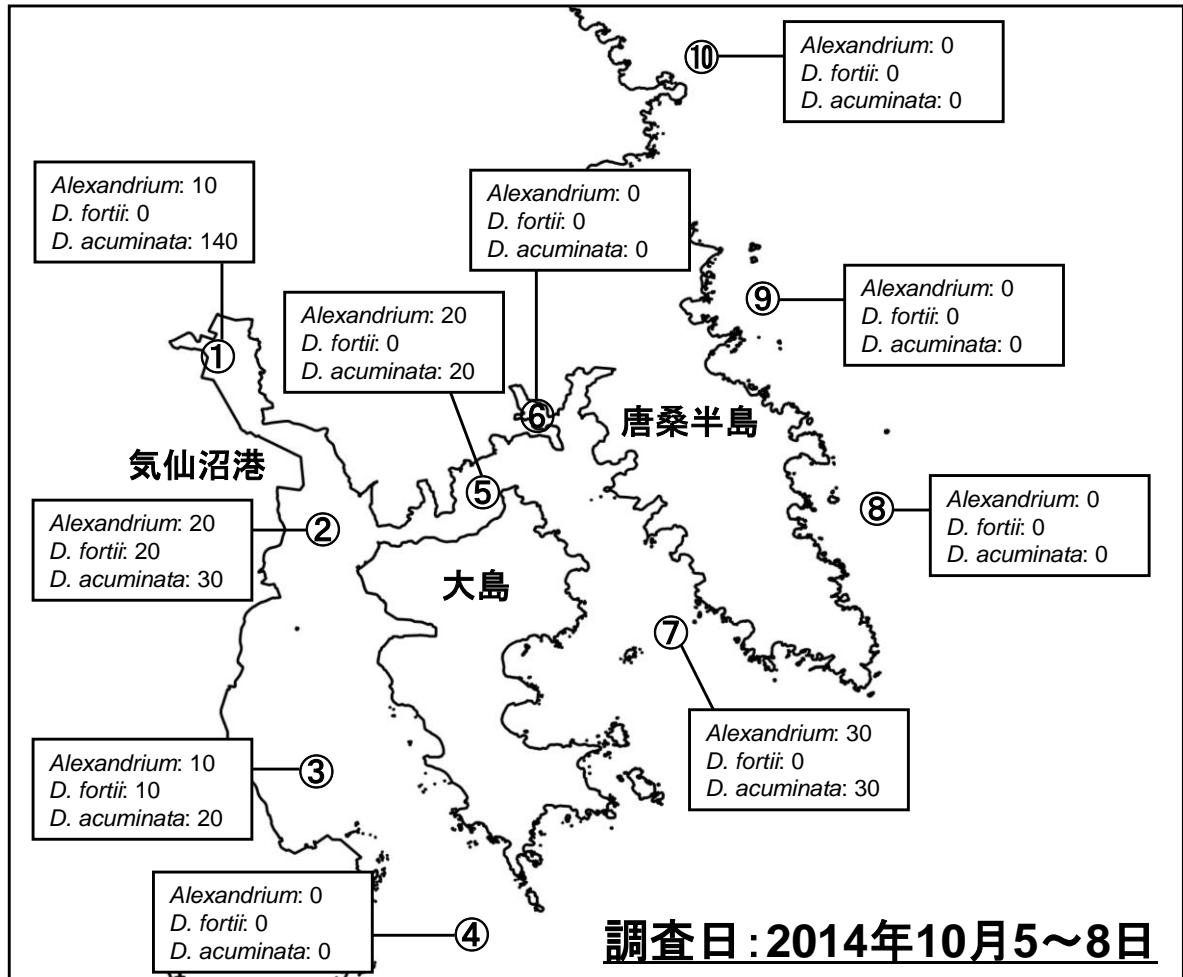 ⑩
Alexandrium: 0
D. fortii: 0
D. acuminata: 0
①
Alexandrium: 10
D. fortii: 0
D. acuminata: 140
⑥
Alexandrium: 0
D. fortii: 0
D. acuminata: 0
⑨
Alexandrium: 0
D. fortii: 0
D. acuminata: 0
⑤
Alexandrium: 20
D. fortii: 0
D. acuminata: 20
唐桑半島
気仙沼港
②
Alexandrium: 20
D. fortii: 20
D. acuminata: 30
⑧
Alexandrium: 0
D. fortii: 0
D. acuminata: 0
大島
⑦
Alexandrium: 30
D. fortii: 0
D. acuminata: 30
③
Alexandrium: 10
D. fortii: 10
D. acuminata: 20
④
Alexandrium: 0
D. fortii: 0
D. acuminata: 0
調査日:2014年10月5~8日